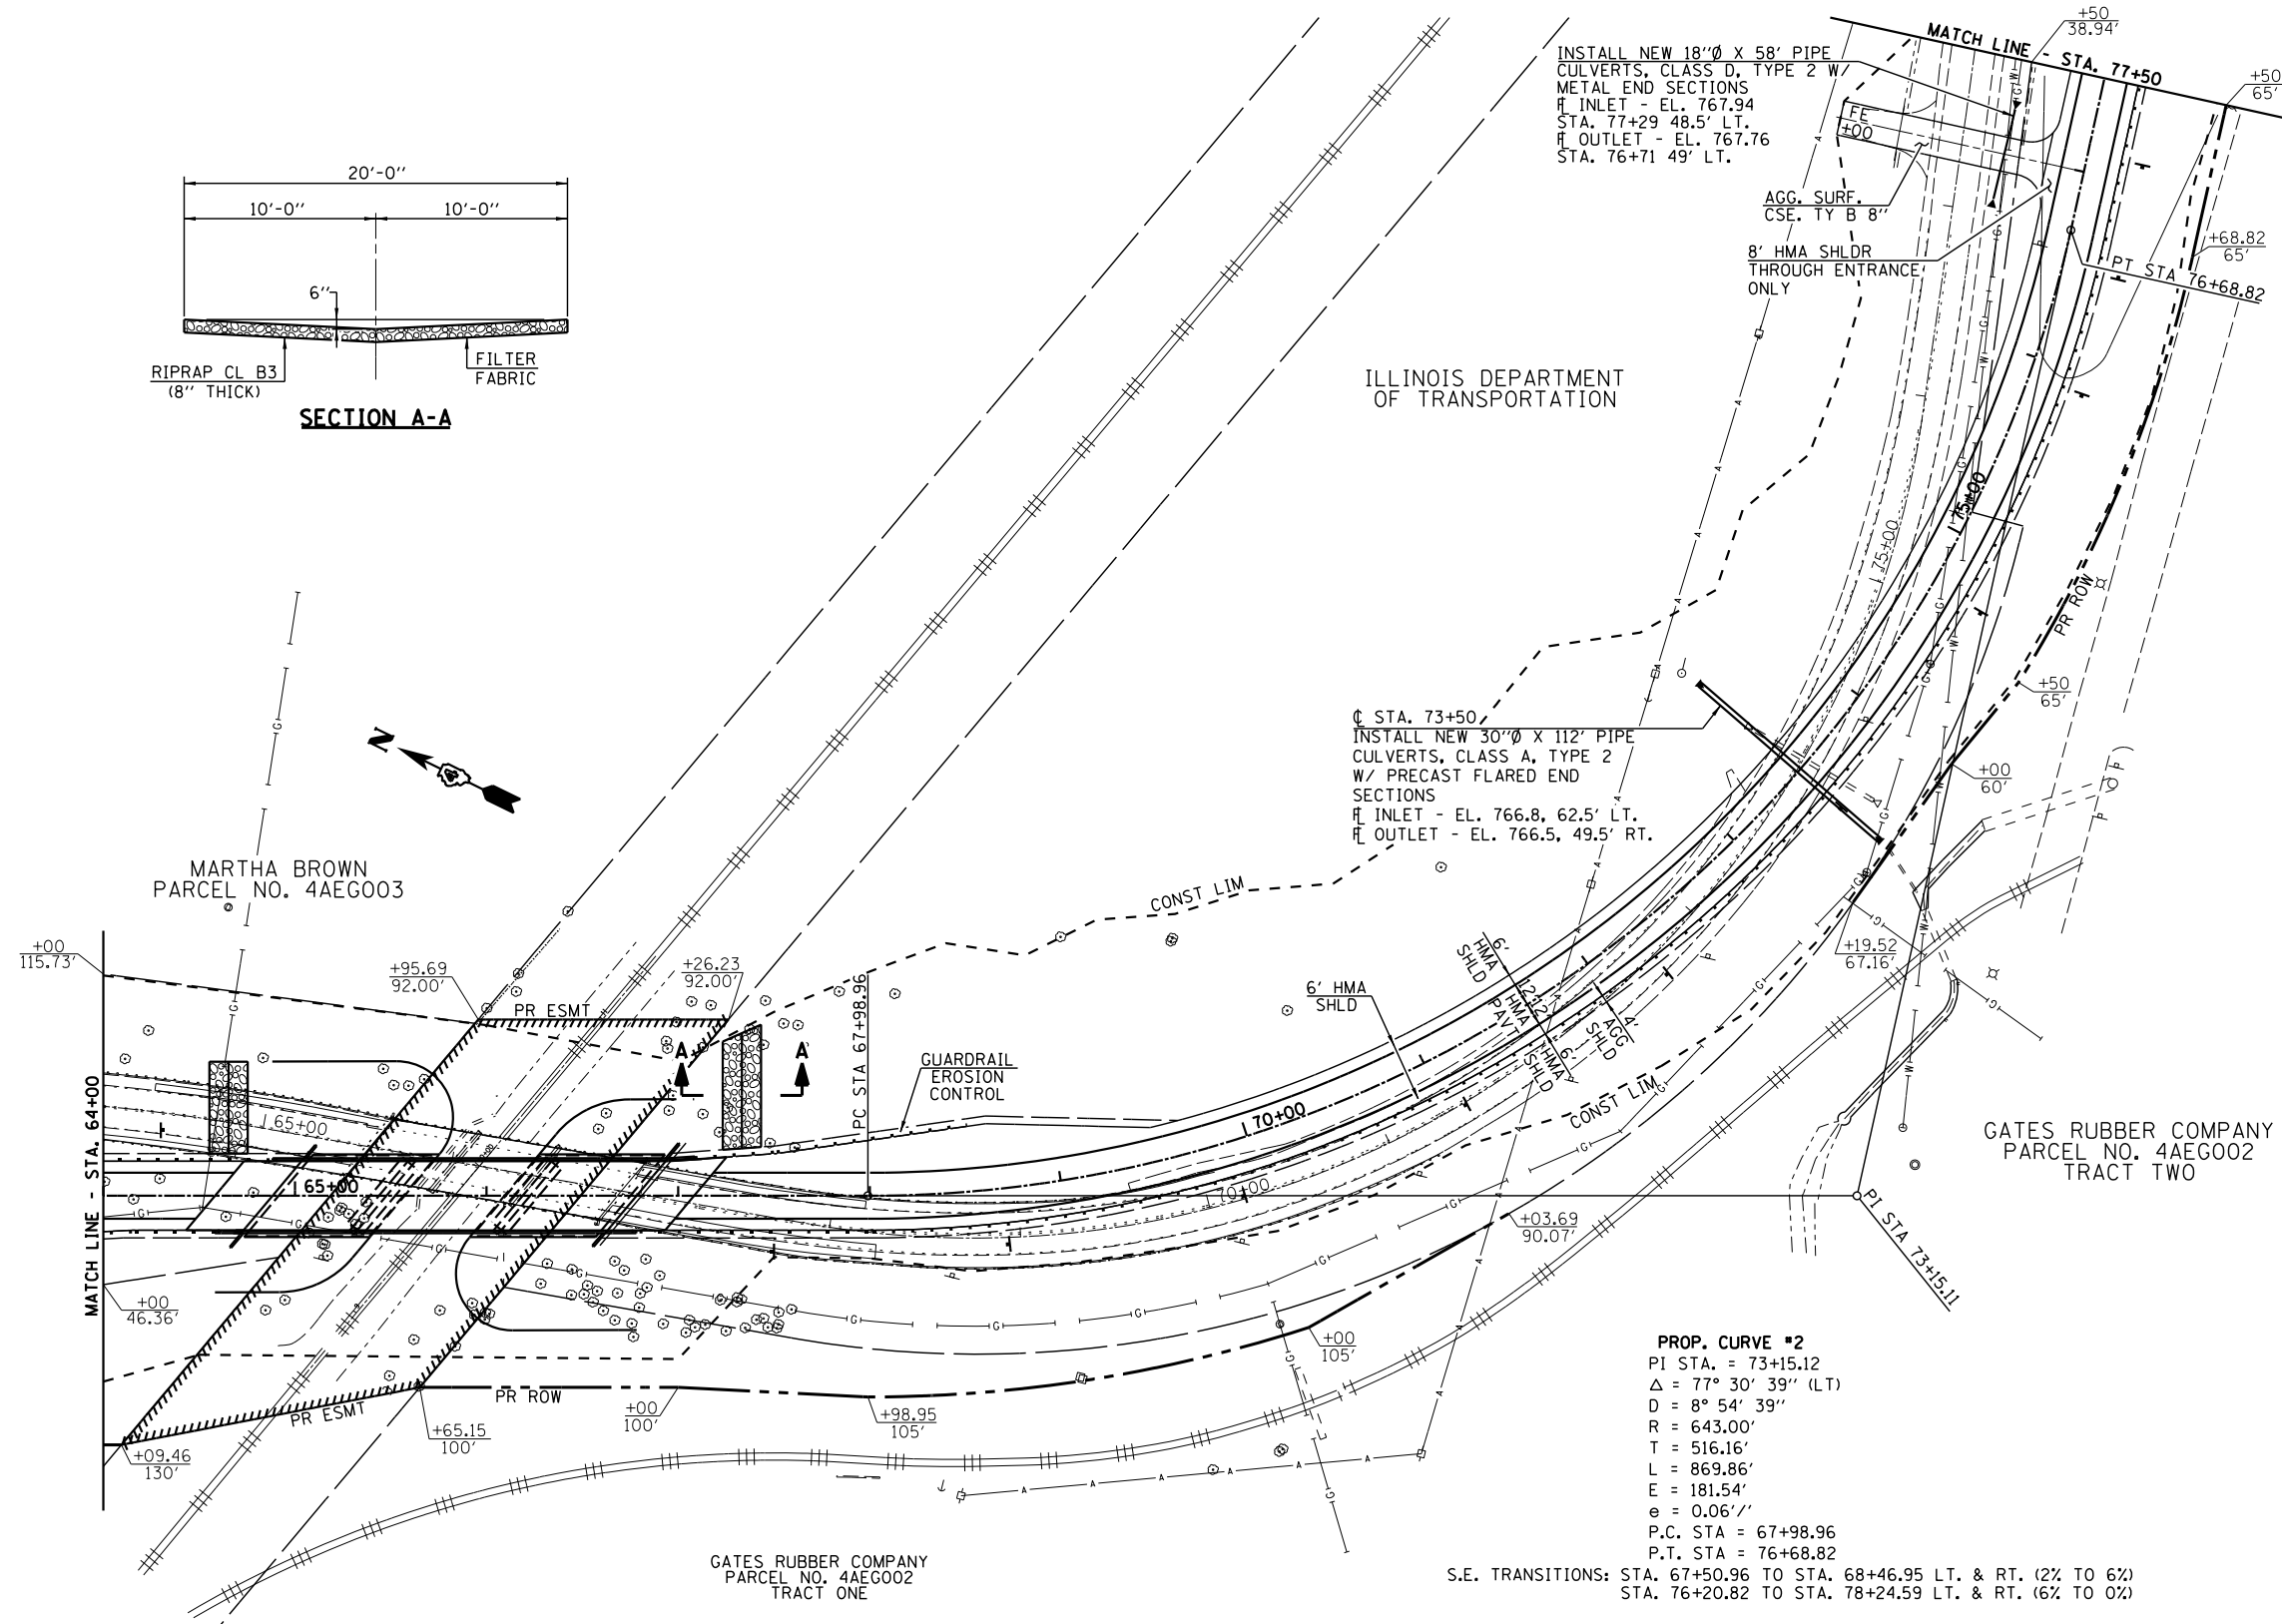 +50
38.94'
MATCH LINE - STA. 77+50
+50
65'
INSTALL NEW 18"Ø X 58' PIPE
CULVERTS, CLASS D, TYPE 2 W/
METAL END SECTIONS
FL INLET - EL. 767.94
STA. 77+29 48.5' LT.
FL OUTLET - EL. 767.76
STA. 76+71 49' LT.
FE
+00
AGG. SURF.
CSE. TY B 8"
8' HMA SHLDR
THROUGH ENTRANCE
ONLY
+68.82
65'
PT STA 76+68.82
20'-0"
10'-0"
10'-0"
6"
RIPRAP CL B3
(8" THICK)
FILTER
FABRIC
SECTION A-A
ILLINOIS DEPARTMENT
OF TRANSPORTATION
75+00
75+00
PR ROW
+50
65'
+00
60'
℄ STA. 73+50
INSTALL NEW 30"Ø X 112' PIPE
CULVERTS, CLASS A, TYPE 2
W/ PRECAST FLARED END
SECTIONS
FL INLET - EL. 766.8, 62.5' LT.
FL OUTLET - EL. 766.5, 49.5' RT.
N
MARTHA BROWN
PARCEL NO. 4AEG003
CONST LIM
+00
115.73'
+95.69
92.00'
+26.23
92.00'
PR ESMT
A
A
PC STA 67+98.96
GUARDRAIL
EROSION
CONTROL
6' HMA
SHLD
6'
HMA
SHLD
12'
12'
HMA
PAVT
6'
HMA
SHLD
4'
AGG
SHLD
+19.52
67.16'
CONST LIM
MATCH LINE - STA. 64+00
65+00
65+00
70+00
70+00
GATES RUBBER COMPANY
PARCEL NO. 4AEG002
TRACT TWO
PI STA 73+15.11
+03.69
90.07'
+00
46.36'
+00
105'
PR ROW
PR ESMT
+00
100'
+98.95
105'
+65.15
100'
+09.46
130'
GATES RUBBER COMPANY
PARCEL NO. 4AEG002
TRACT ONE
PROP. CURVE #2
PI STA. = 73+15.12
Δ = 77° 30' 39" (LT)
D = 8° 54' 39"
R = 643.00'
T = 516.16'
L = 869.86'
E = 181.54'
e = 0.06'/'
P.C. STA = 67+98.96
P.T. STA = 76+68.82
S.E. TRANSITIONS: STA. 67+50.96 TO STA. 68+46.95 LT. & RT. (2% TO 6%)
STA. 76+20.82 TO STA. 78+24.59 LT. & RT. (6% TO 0%)